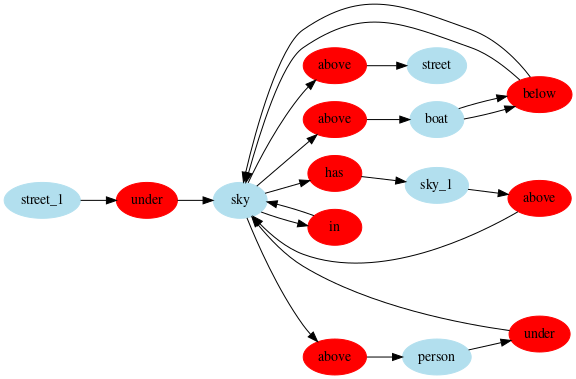 above
street
below
above
boat
has
sky_1
above
street_1
under
sky
in
under
above
person